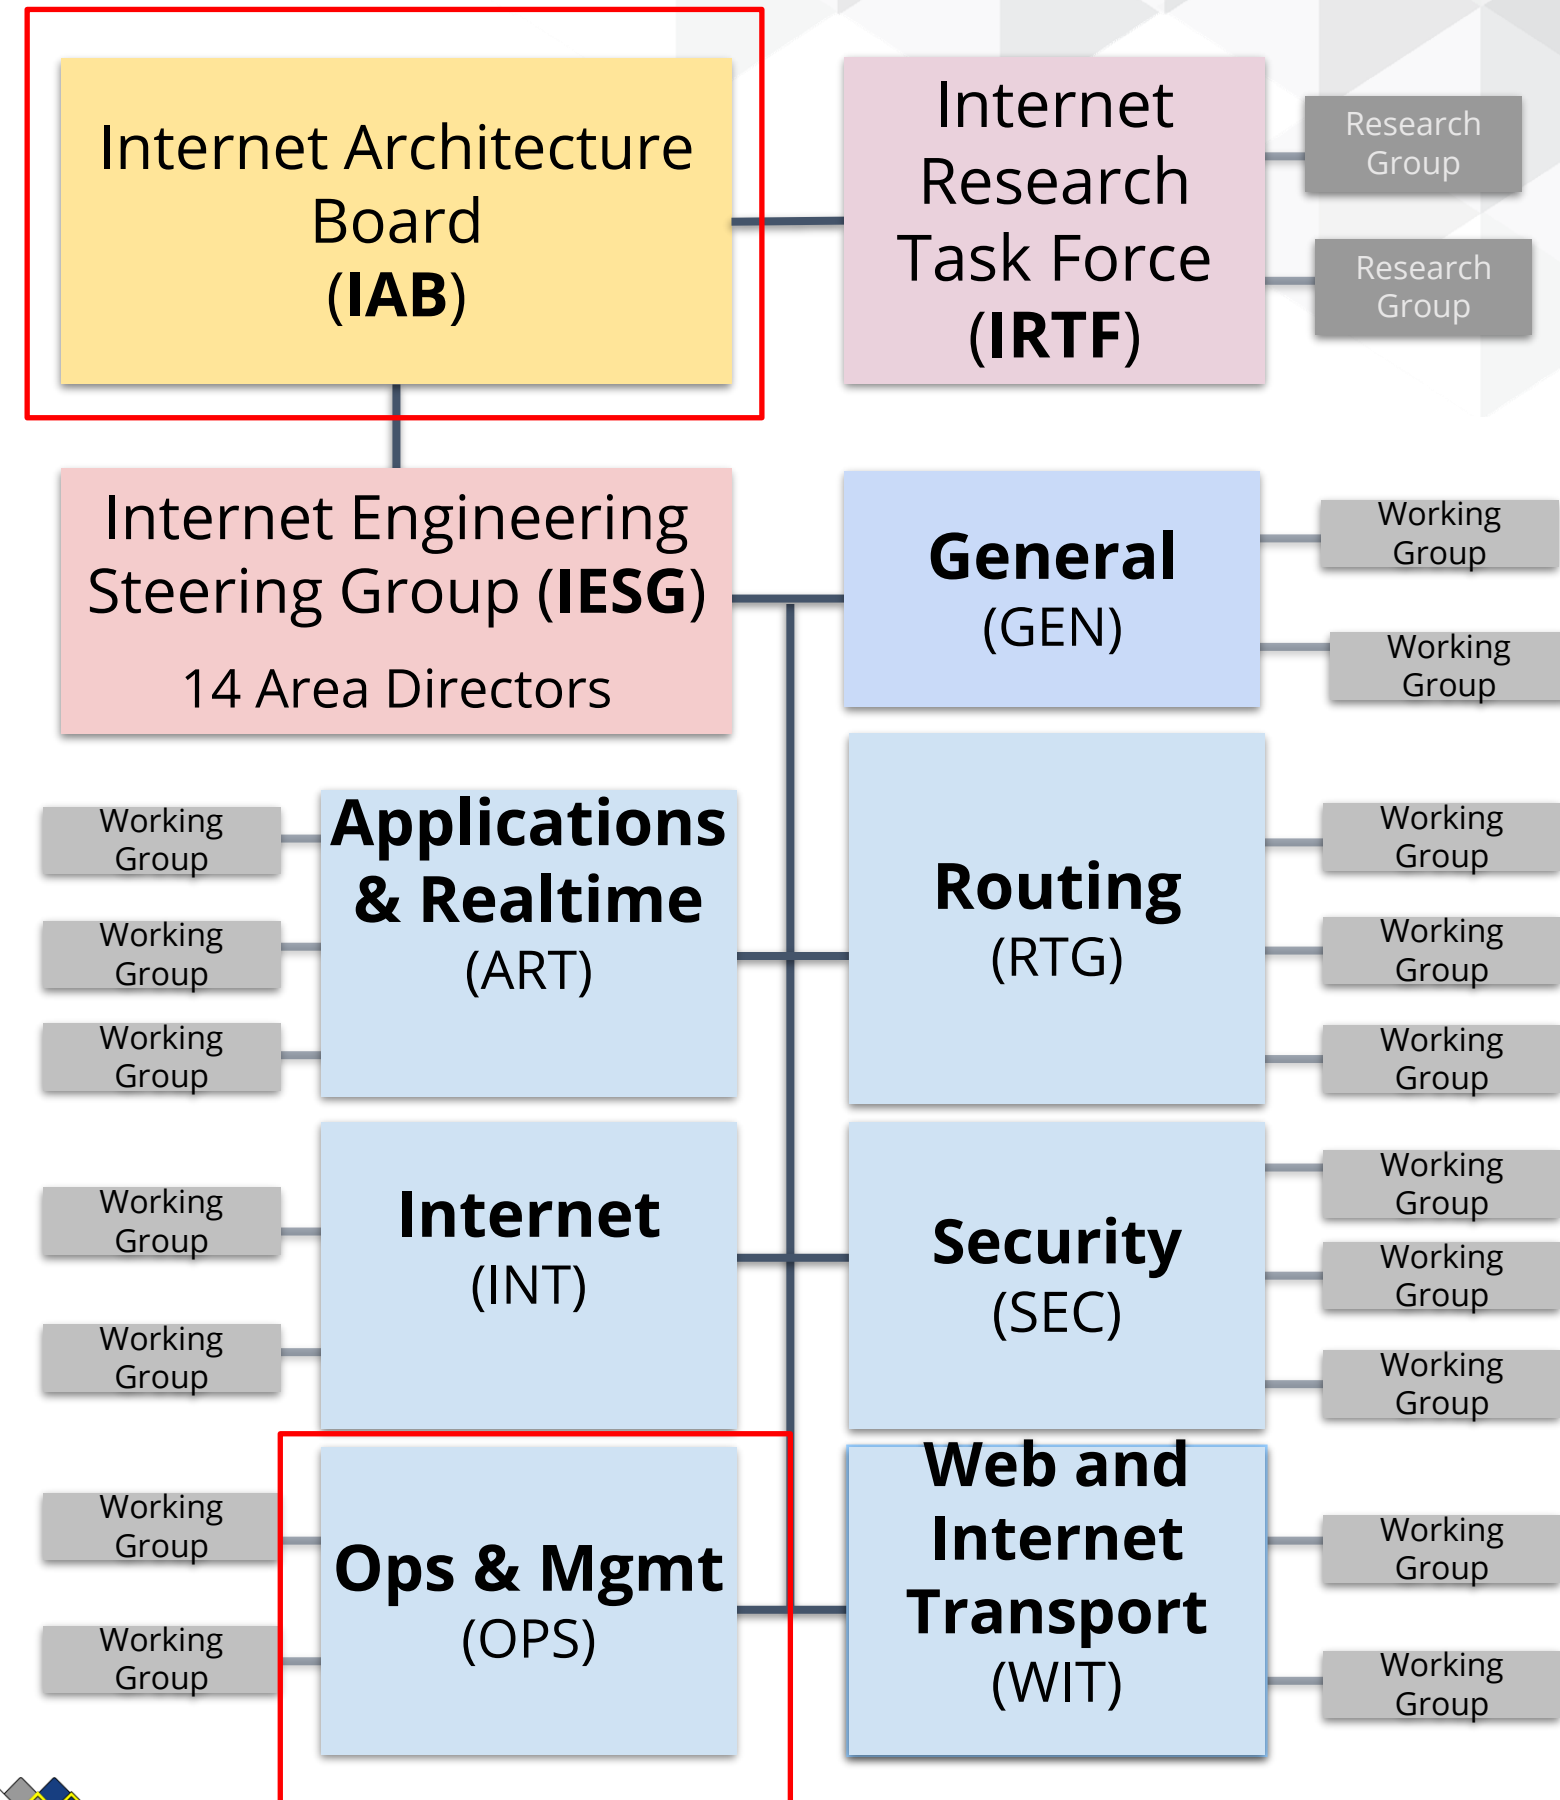 Internet Architecture
Board
(IAB)
Internet
Research
Task Force
(IRTF)
Research
Group
Research
Group
Internet Engineering
Steering Group (IESG)
14 Area Directors
General
(GEN)
Working
Group
Working
Group
Working
Group
Working
Group
Working
Group
Applications
& Realtime
(ART)
Routing
(RTG)
Working
Group
Working
Group
Working
Group
Working
Group
Working
Group
Internet
(INT)
Security
(SEC)
Working
Group
Working
Group
Working
Group
Working
Group
Working
Group
Ops & Mgmt
(OPS)
Web and
Internet
Transport
(WIT)
Working
Group
Working
Group